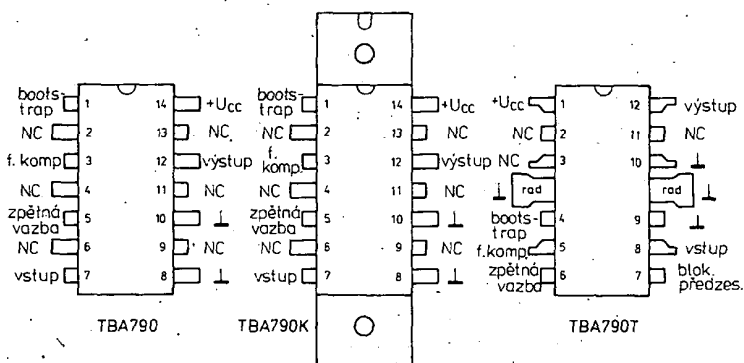 boots-
trap
1
14
+Ucc
NC
2
13
NC
f. komp
3
12
výstup
NC
4
11
NC
zpětná
vazba
5
10
NC
6
9
NC
vstup
7
8
TBA790
boots-
trap
1
14
+Ucc
NC
2
13
NC
f.
komp.
3
12
výstup
NC
4
11
NC
zpětná
vazba
5
10
NC
6
9
NC
vstup
7
8
TBA790K
+Ucc
1
12
výstup
NC
2
11
NC
NC
3
10
rad
rad
boots-
trap
4
9
f.komp.
5
8
vstup
zpětná
vazba
6
7
blok.
předzes.
TBA790T